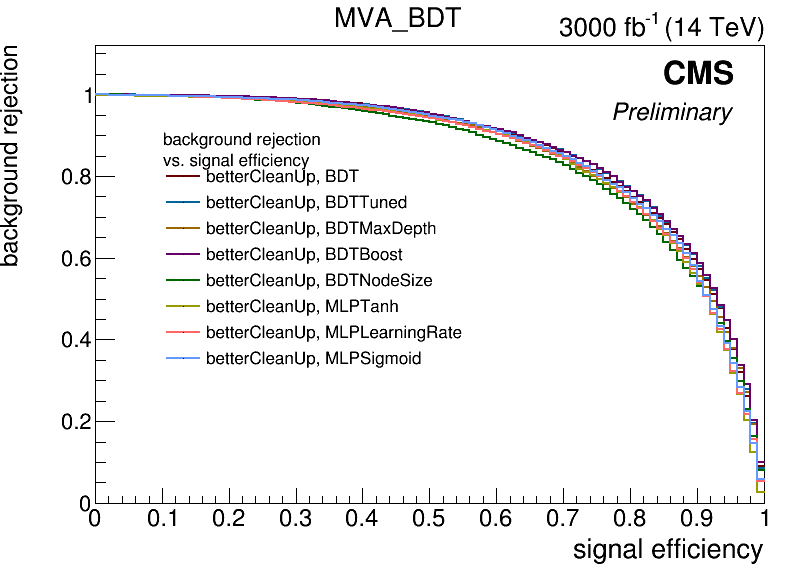 MVA_BDT
3000 fb-1 (14 TeV)
CMS
Preliminary
background rejection
background rejection
vs. signal efficiency
betterCleanUp, BDT
betterCleanUp, BDTTuned
betterCleanUp, BDTMaxDepth
betterCleanUp, BDTBoost
betterCleanUp, BDTNodeSize
betterCleanUp, MLPTanh
betterCleanUp, MLPLearningRate
betterCleanUp, MLPSigmoid
1
0.8
0.6
0.4
0.2
0
0 0.1 0.2 0.3 0.4 0.5 0.6 0.7 0.8 0.9 1
signal efficiency